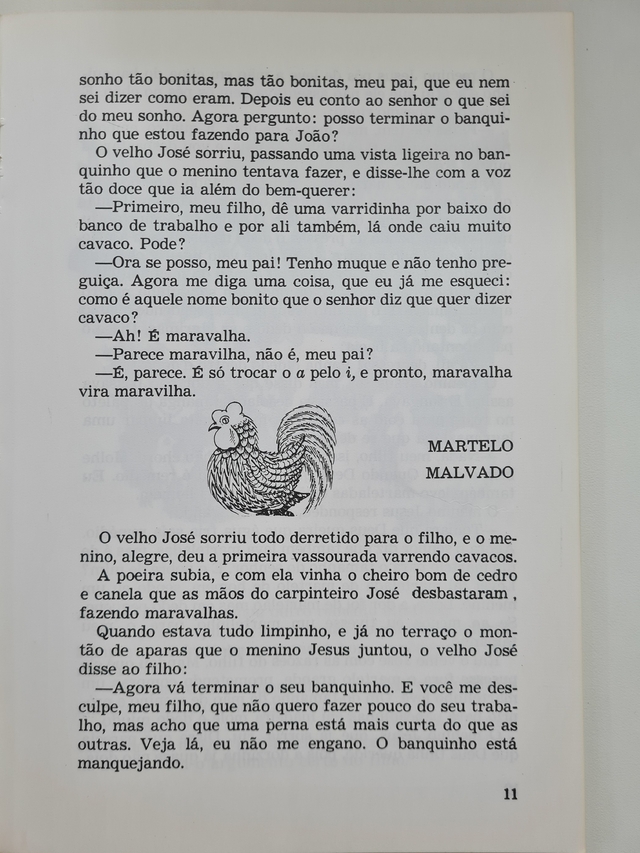 sonho tão bonitas, mas tão bonitas, meu pai, que eu nem
sei dizer como eram. Depois eu conto ao senhor o que sei
do meu sonho. Agora pergunto: posso terminar o banqui-
nho que estou fazendo para João?
O velho José sorriu, passando uma vista ligeira no ban-
quinho que o menino tentava fazer, e disse-lhe com a voz
tão doce que ia além do bem-querer:
—Primeiro, meu filho, dê uma varridinha por baixo do
banco de trabalho e por ali também, lá onde caiu muito
cavaco. Pode?
—Ora se posso, meu pai! Tenho muque e não tenho pre-
guiça. Agora me diga uma coisa, que eu já me esqueci:
como é aquele nome bonito que o senhor diz que quer dizer
cavaco?
—Ah! É maravalha.
—Parece maravilha, não é, meu pai?
—É, parece. É só trocar o a pelo i, e pronto, maravalha
vira maravilha.
MARTELO
MALVADO
O velho José sorriu todo derretido para o filho, e o me-
nino, alegre, deu a primeira vassourada varrendo cavacos.
A poeira subia, e com ela vinha o cheiro bom de cedro
e canela que as mãos do carpinteiro José desbastaram,
fazendo maravalhas.
Quando estava tudo limpinho, e já no terraço o mon-
tão de aparas que o menino Jesus juntou, o velho José
disse ao filho:
—Agora vá terminar o seu banquinho. E você me des-
culpe, meu filho, que não quero fazer pouco do seu traba-
lho, mas acho que uma perna está mais curta do que as
outras. Veja lá, eu não me engano. O banquinho está
manquejando.
11